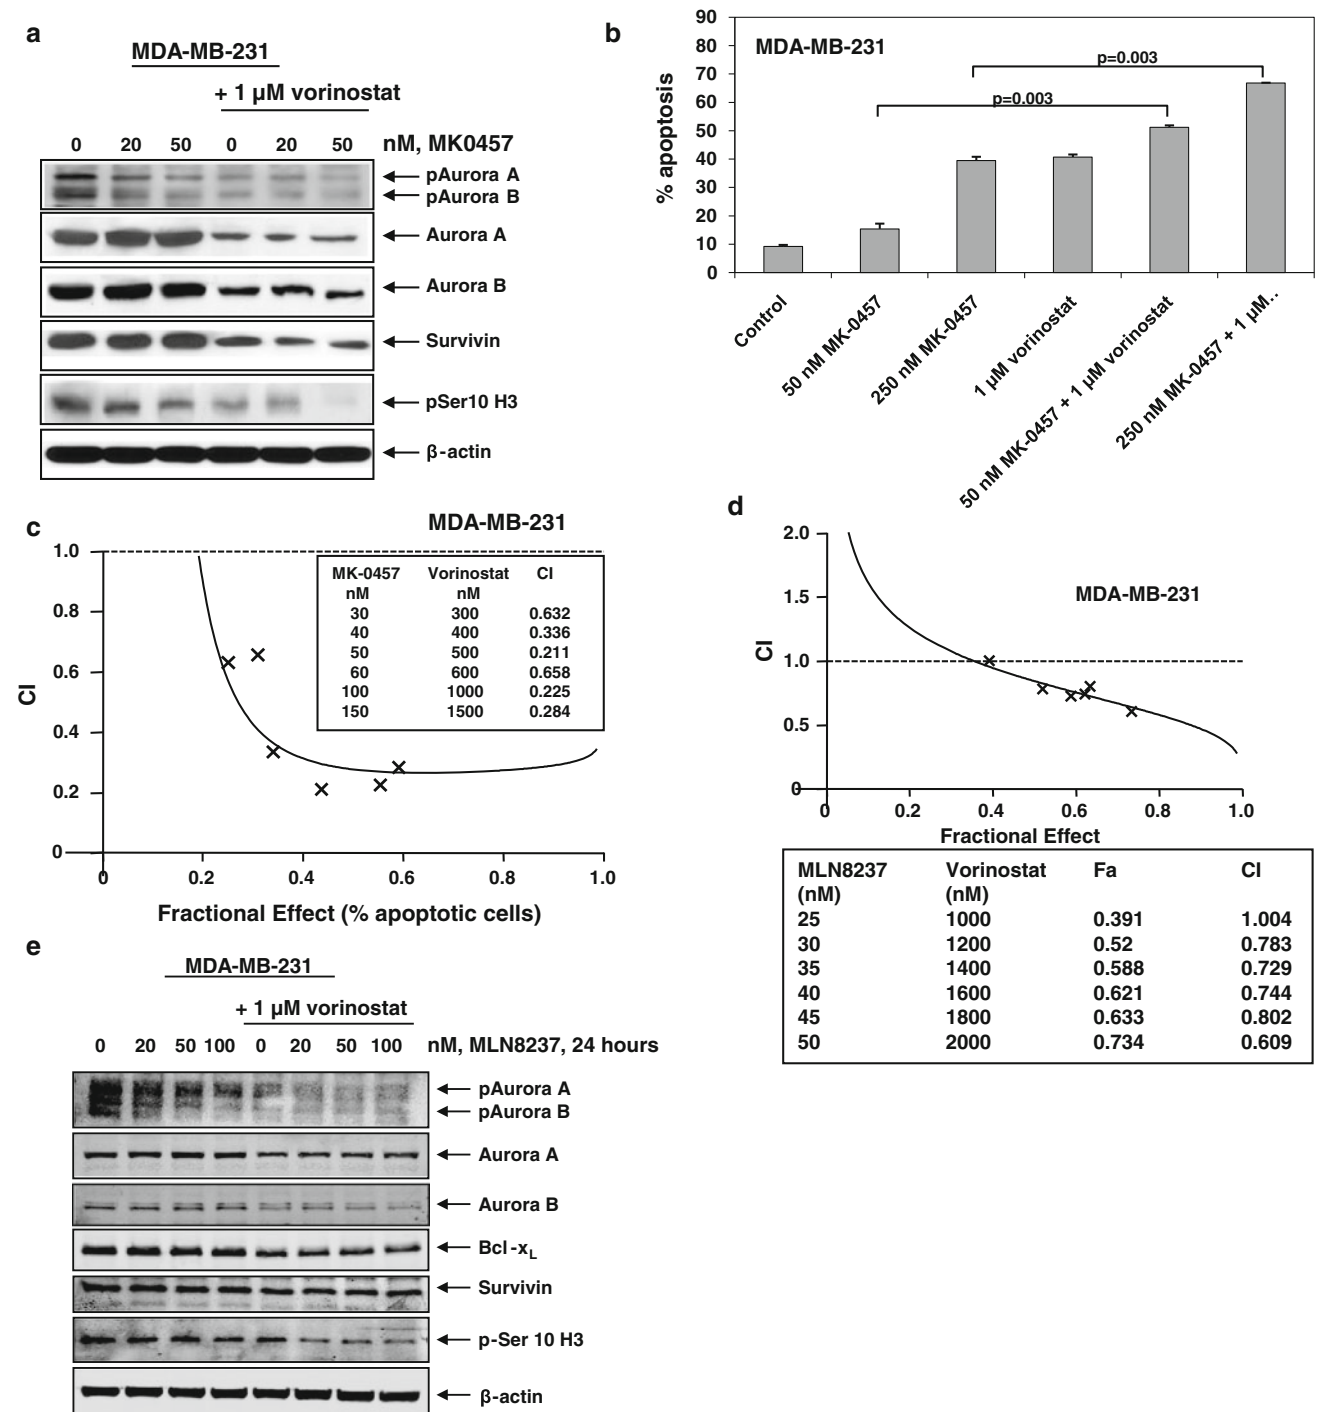 a
MDA-MB-231
+ 1 µM vorinostat
0 20 50 0 20 50 nM, MK0457
pAurora A
pAurora B
Aurora A
Aurora B
Survivin
pSer10 H3
β-actin
b
MDA-MB-231
% apoptosis
90
80
70
60
50
40
30
20
10
0
p=0.003
p=0.003
Control
50 nM MK-0457
250 nM MK-0457
1 µM vorinostat
50 nM MK-0457 + 1 µM vorinostat
250 nM MK-0457 + 1 µM..
c
MDA-MB-231
CI
1.0
0.8
0.6
0.4
0.2
0
0 0.2 0.4 0.6 0.8 1.0
Fractional Effect (% apoptotic cells)
MK-0457 Vorinostat CI
nM nM
30 300 0.632
40 400 0.336
50 500 0.211
60 600 0.658
100 1000 0.225
150 1500 0.284
d
MDA-MB-231
CI
2.0
1.5
1.0
0.5
0
0 0.2 0.4 0.6 0.8 1.0
Fractional Effect
MLN8237 Vorinostat Fa CI
(nM) (nM)
25 1000 0.391 1.004
30 1200 0.52 0.783
35 1400 0.588 0.729
40 1600 0.621 0.744
45 1800 0.633 0.802
50 2000 0.734 0.609
e
MDA-MB-231
+ 1 µM vorinostat
0 20 50 100 0 20 50 100 nM, MLN8237, 24 hours
pAurora A
pAurora B
Aurora A
Aurora B
Bcl-xL
Survivin
p-Ser 10 H3
β-actin